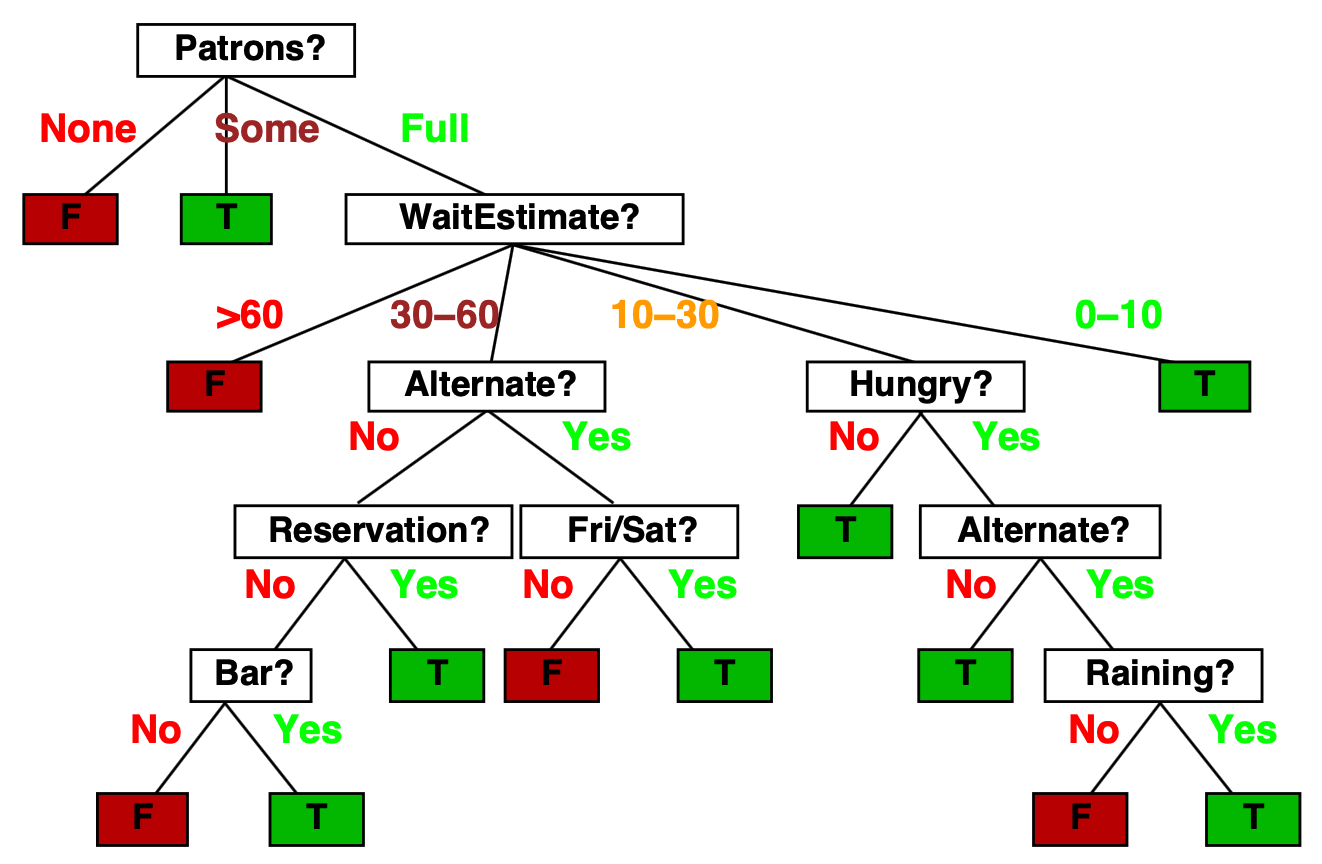 Patrons?
None Some Full
F T WaitEstimate?
>60 30–60 10–30 0–10
F Alternate? Hungry? T
No Yes No Yes
Reservation? Fri/Sat? T Alternate?
No Yes No Yes No Yes
Bar? T F T T Raining?
No Yes No Yes
F T F T